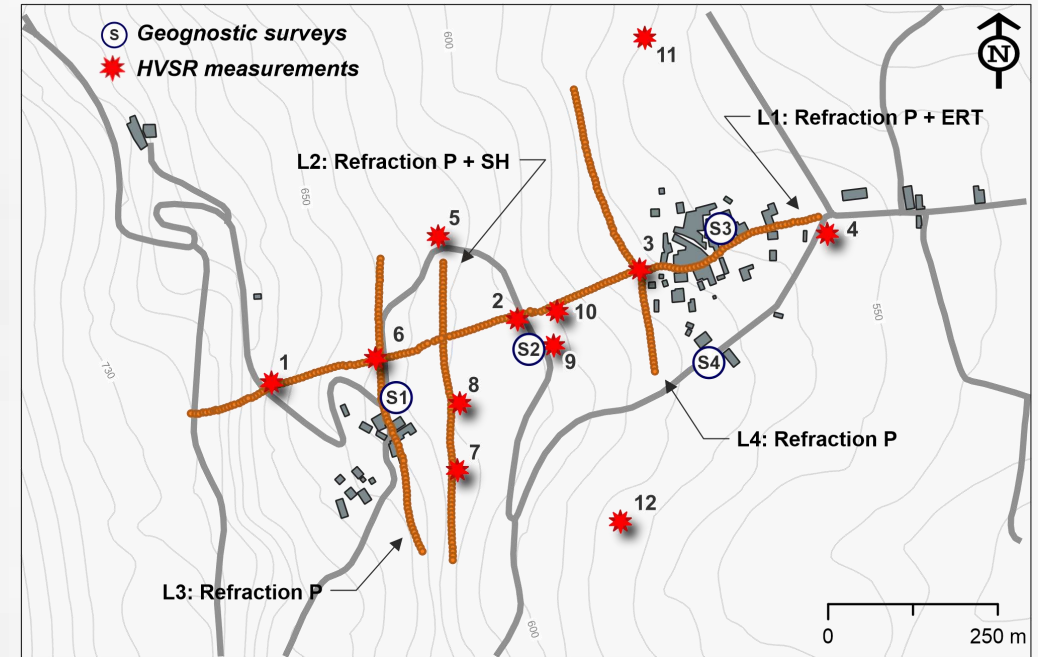 S Geognostic surveys
HVSR measurements
600
N
11
L1: Refraction P + ERT
L2: Refraction P + SH
650
5
S3
4
3
2
10
550
6
S2
9
S4
1
730
8
S1
L4: Refraction P
7
12
L3: Refraction P
600
0
250 m